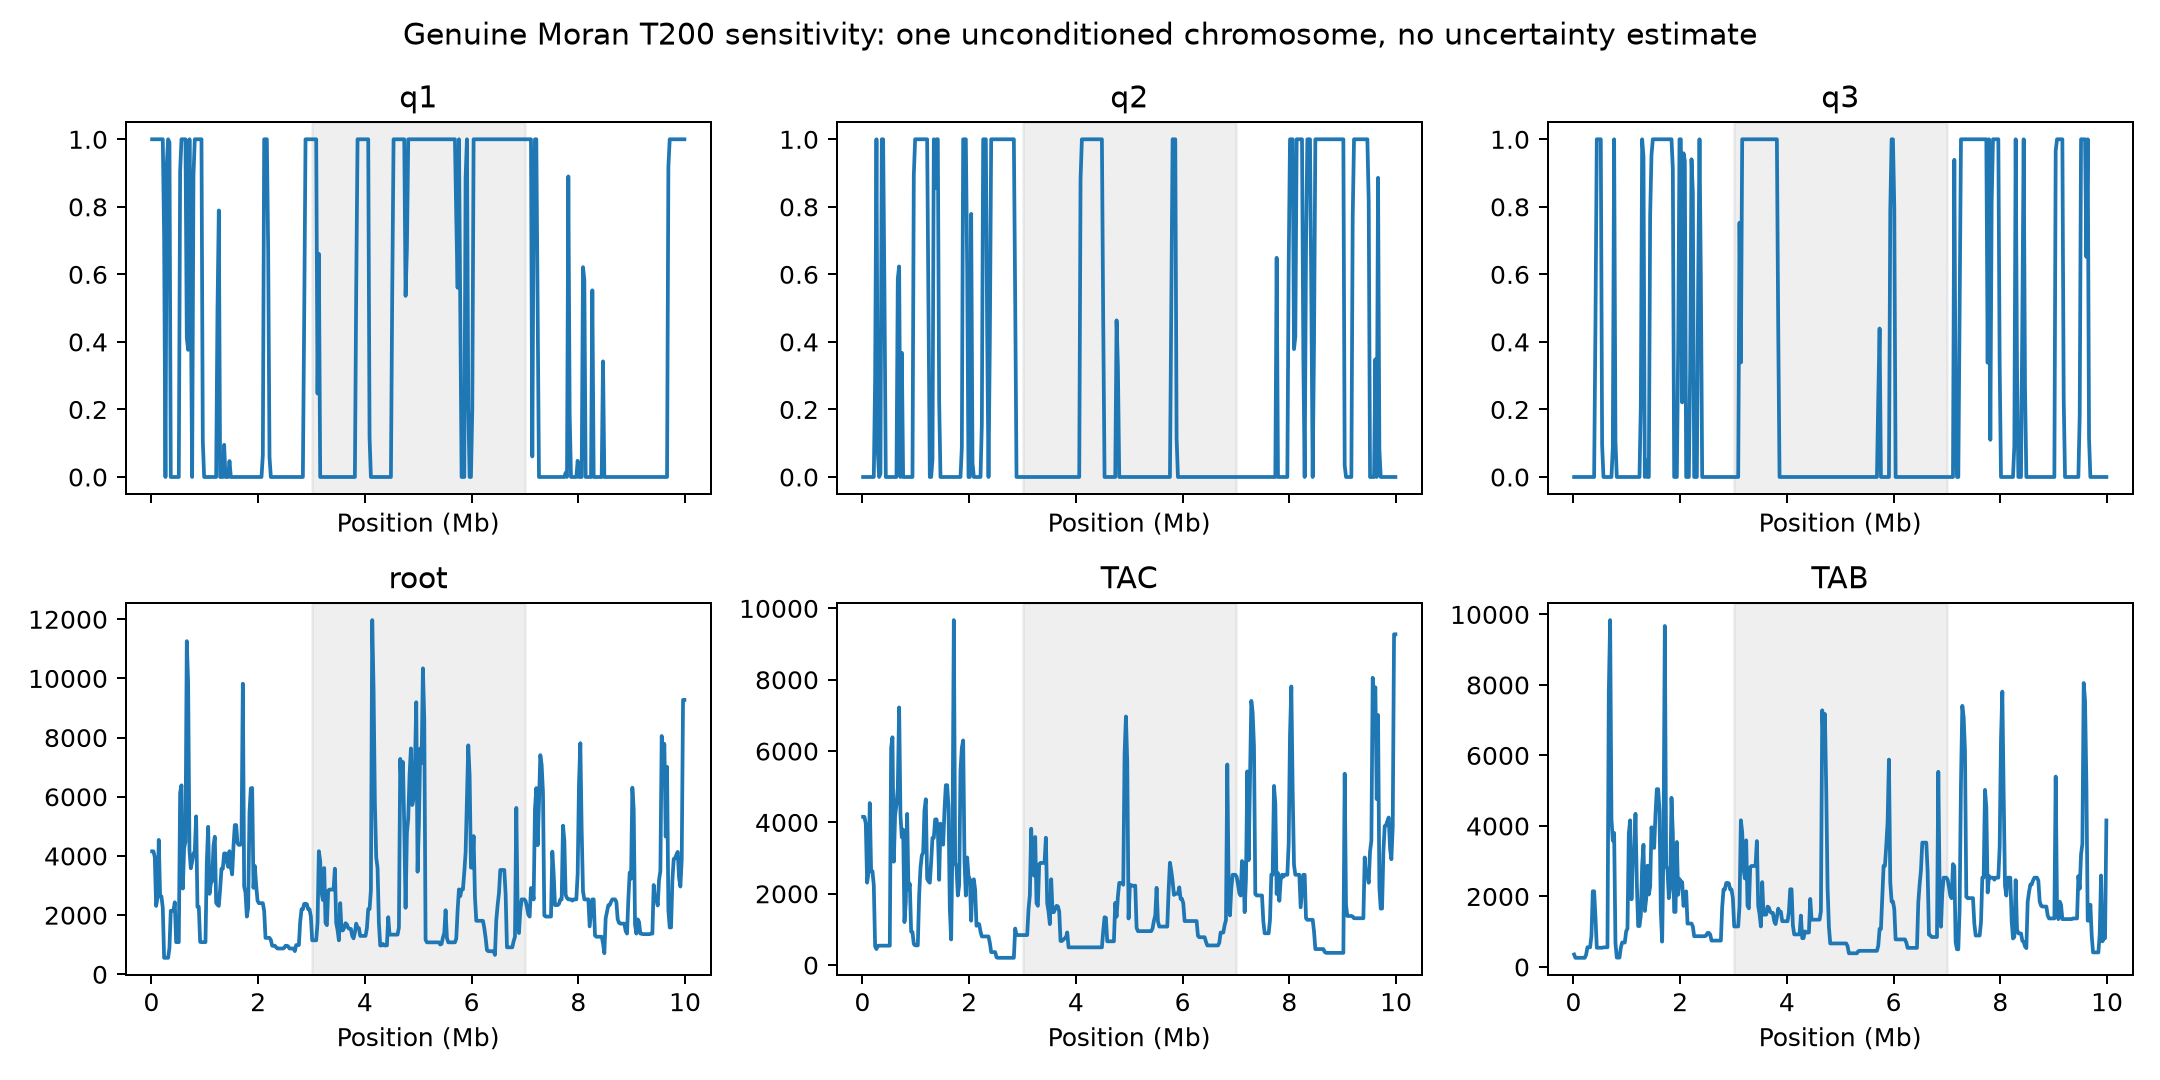 Genuine Moran T200 sensitivity: one unconditioned chromosome, no uncertainty estimate
q1
1.0
0.8
0.6
0.4
0.2
0.0
Position (Mb)
q2
1.0
0.8
0.6
0.4
0.2
0.0
Position (Mb)
q3
1.0
0.8
0.6
0.4
0.2
0.0
Position (Mb)
root
12000
10000
8000
6000
4000
2000
0
0 2 4 6 8 10
Position (Mb)
TAC
10000
8000
6000
4000
2000
0
0 2 4 6 8 10
Position (Mb)
TAB
10000
8000
6000
4000
2000
0
0 2 4 6 8 10
Position (Mb)